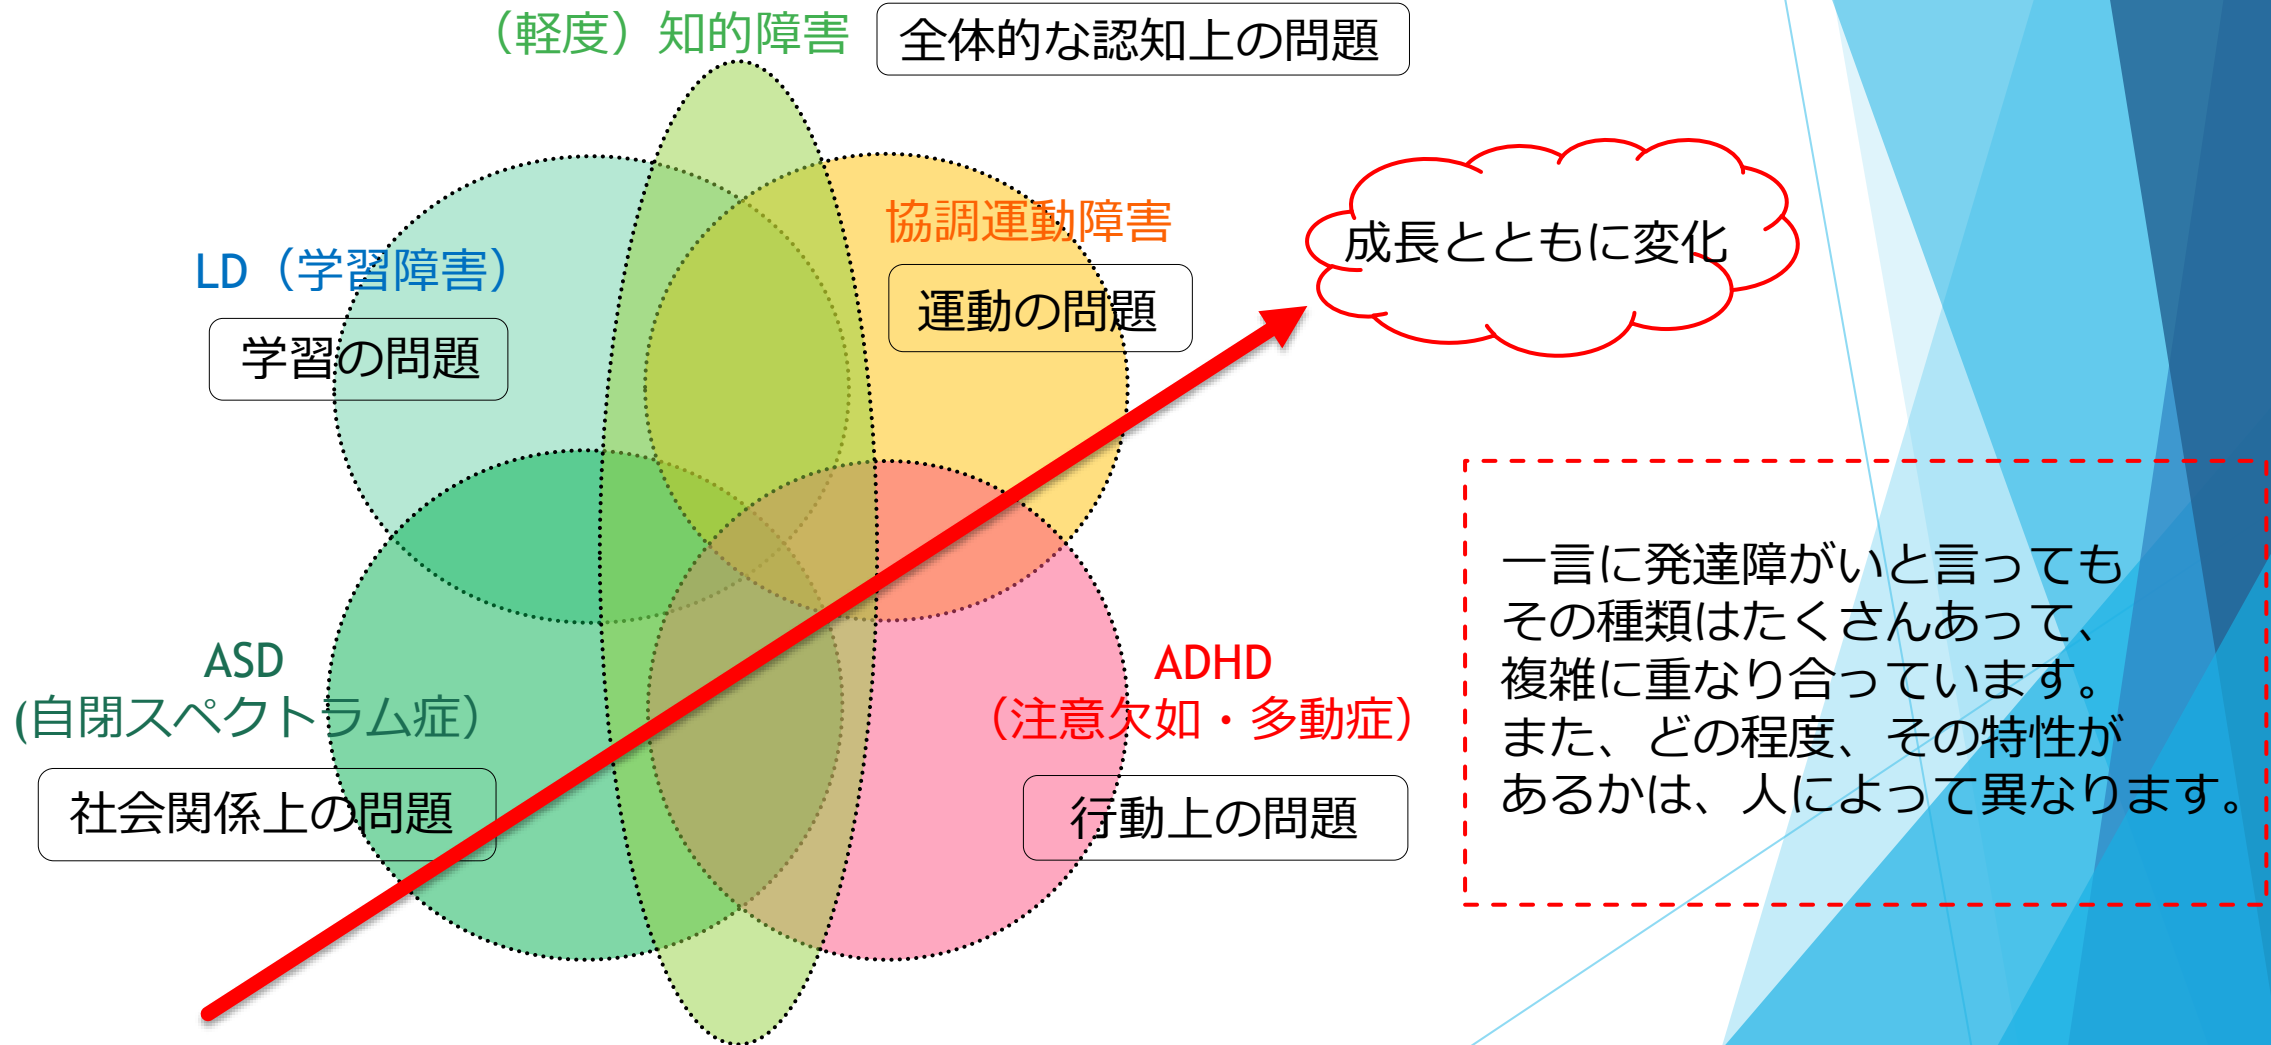 （軽度）知的障害
全体的な認知上の問題
協調運動障害
運動の問題
成長とともに変化
LD（学習障害）
学習の問題
ASD
(自閉スペクトラム症）
社会関係上の問題
ADHD
（注意欠如・多動症）
行動上の問題
一言に発達障がいと言っても
その種類はたくさんあって、
複雑に重なり合っています。
また、どの程度、その特性が
あるかは、人によって異なります。